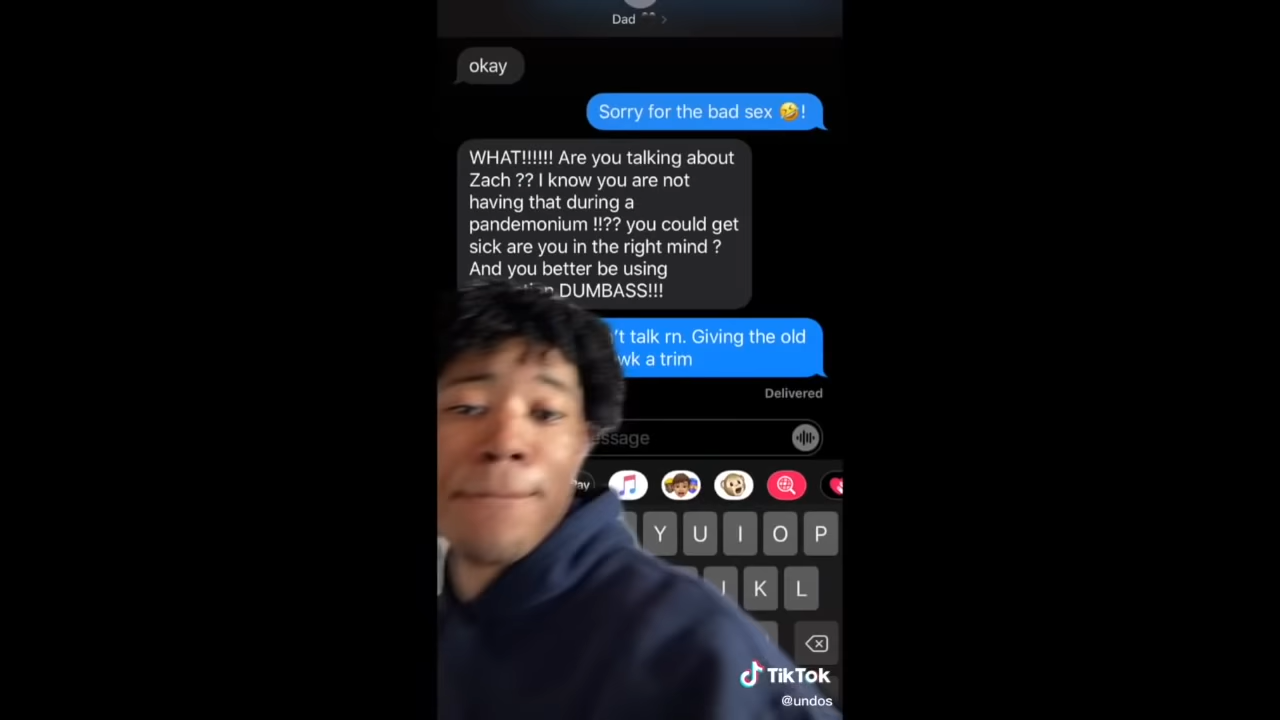 Dad
okay
Sorry for the bad sex 🤣!
WHAT!!!!!! Are you talking about
Zach ?? I know you are not
having that during a
pandemonium !!?? you could get
sick are you in the right mind ?
And you better be using
DUMBASS!!!
't talk rn. Giving the old
wk a trim
Delivered
essage
Pay
Y U I O P
J K L
TikTok
@undos